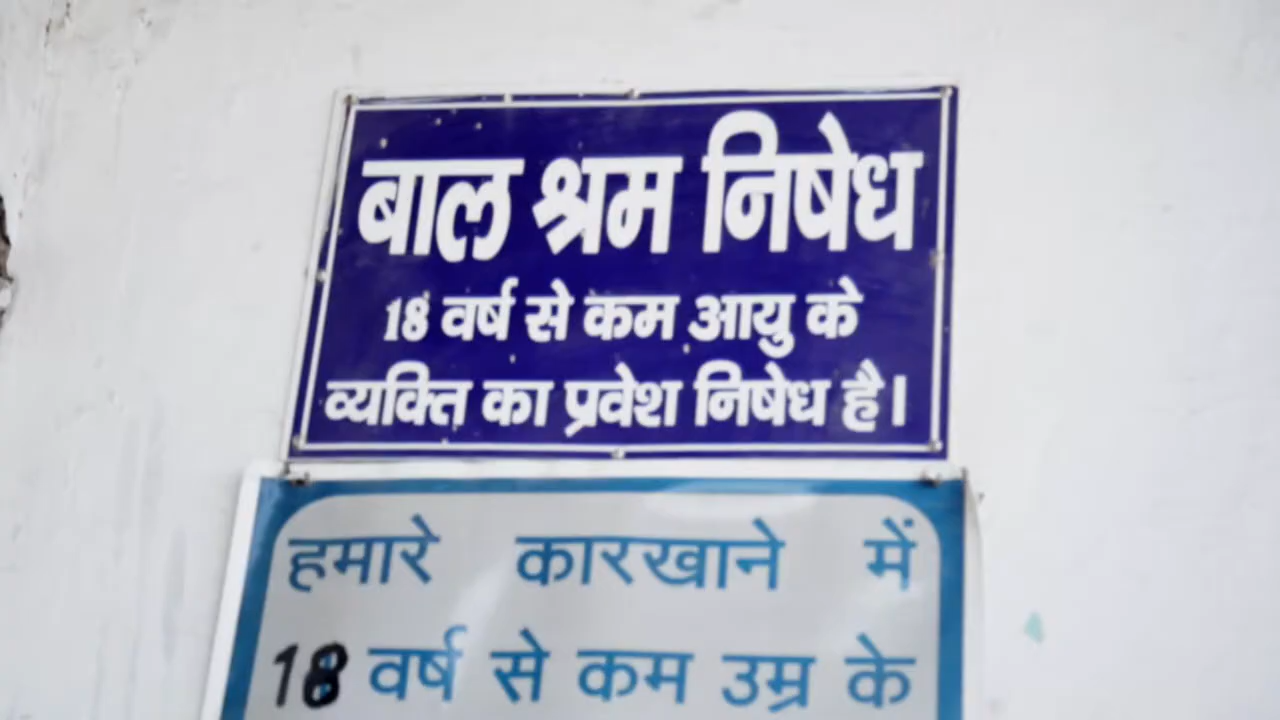 बाल श्रम निषेध
18 वर्ष से कम आयु के
व्यक्ति का प्रवेश निषेध है।
हमारे कारखाने में
18 वर्ष से कम उम्र के